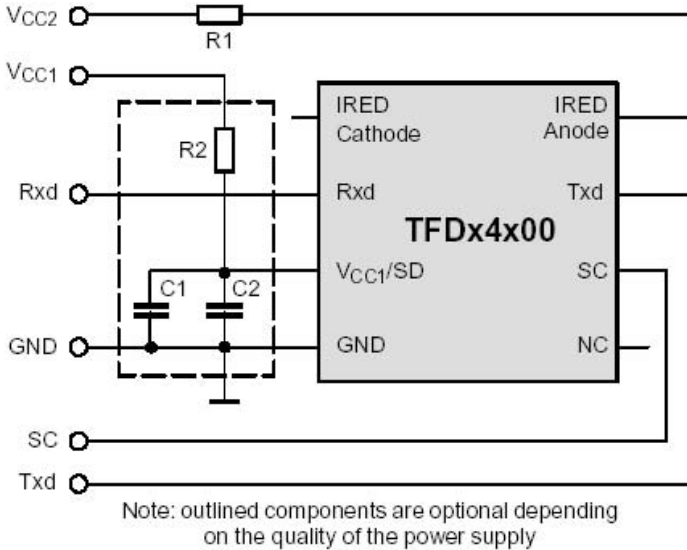 VCC2
R1
VCC1
IRED
Cathode
IRED
Anode
R2
Rxd
Rxd
Txd
TFDx4x00
VCC1/SD
SC
C1
C2
GND
GND
NC
SC
Txd
Note: outlined components are optional depending
on the quality of the power supply